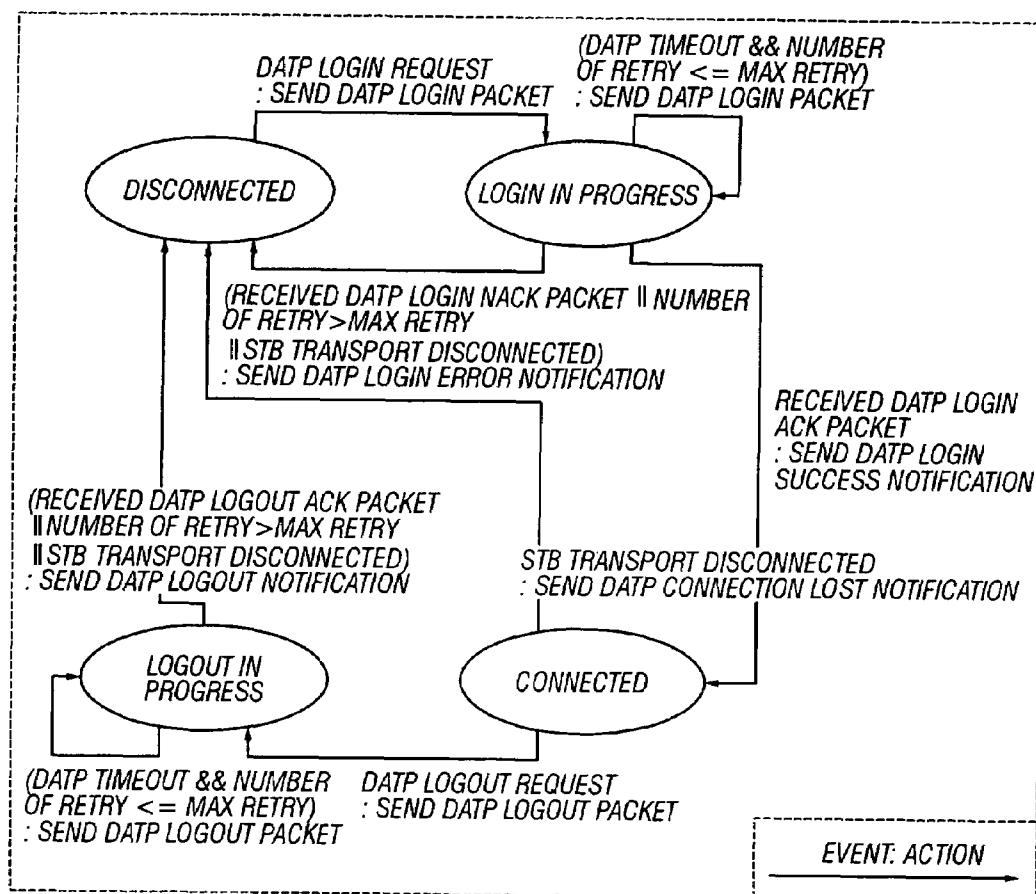 DATP LOGIN REQUEST
: SEND DATP LOGIN PACKET
(DATP TIMEOUT && NUMBER
OF RETRY <= MAX RETRY)
: SEND DATP LOGIN PACKET
DISCONNECTED
LOGIN IN PROGRESS
(RECEIVED DATP LOGIN NACK PACKET || NUMBER
OF RETRY>MAX RETRY
|| STB TRANSPORT DISCONNECTED)
: SEND DATP LOGIN ERROR NOTIFICATION
RECEIVED DATP LOGIN
ACK PACKET
: SEND DATP LOGIN
SUCCESS NOTIFICATION
(RECEIVED DATP LOGOUT ACK PACKET
|| NUMBER OF RETRY>MAX RETRY
|| STB TRANSPORT DISCONNECTED)
: SEND DATP LOGOUT NOTIFICATION
STB TRANSPORT DISCONNECTED
: SEND DATP CONNECTION LOST NOTIFICATION
LOGOUT IN
PROGRESS
CONNECTED
(DATP TIMEOUT && NUMBER
OF RETRY <= MAX RETRY)
: SEND DATP LOGOUT PACKET
DATP LOGOUT REQUEST
: SEND DATP LOGOUT PACKET
EVENT: ACTION